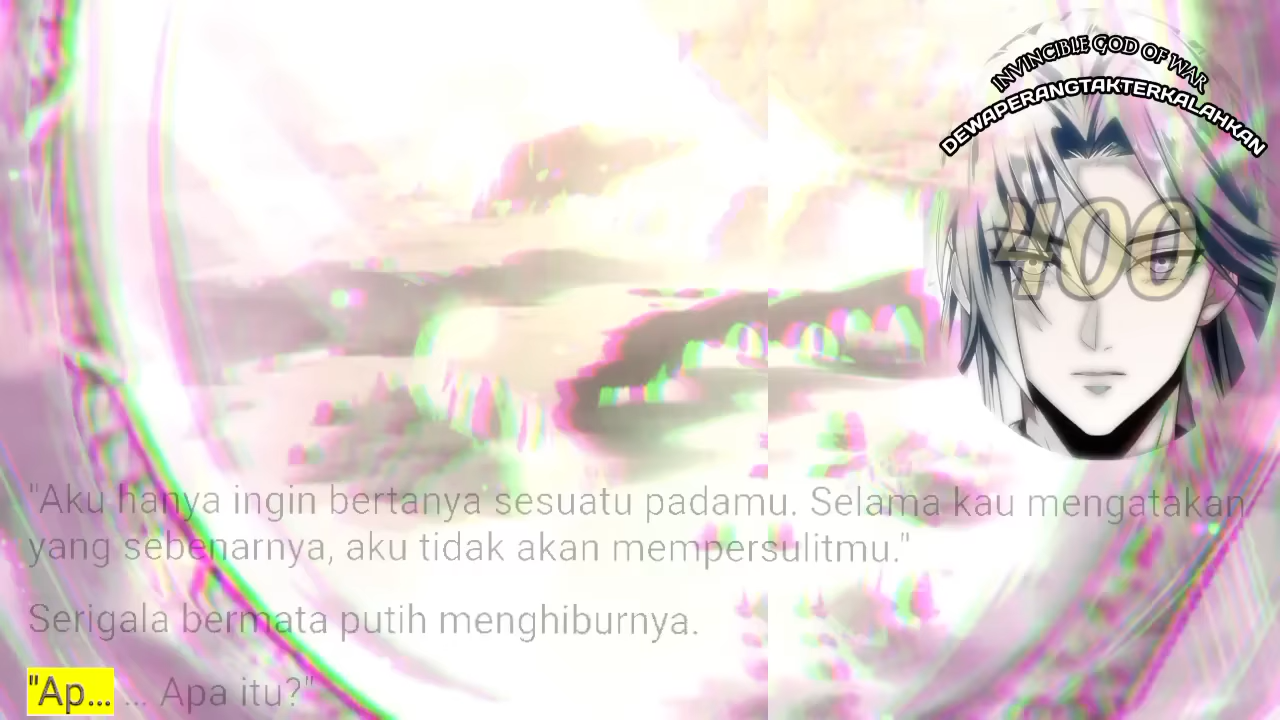 INVINCIBLE GOD OF WAR
DEWAPERANGTAKTERKALAHKAN
400
"Aku hanya ingin bertanya sesuatu padamu. Selama kau mengatakan
yang sebenarnya, aku tidak akan mempersulitmu."
Serigala bermata putih menghiburnya.
"Ap... ... Apa itu?"